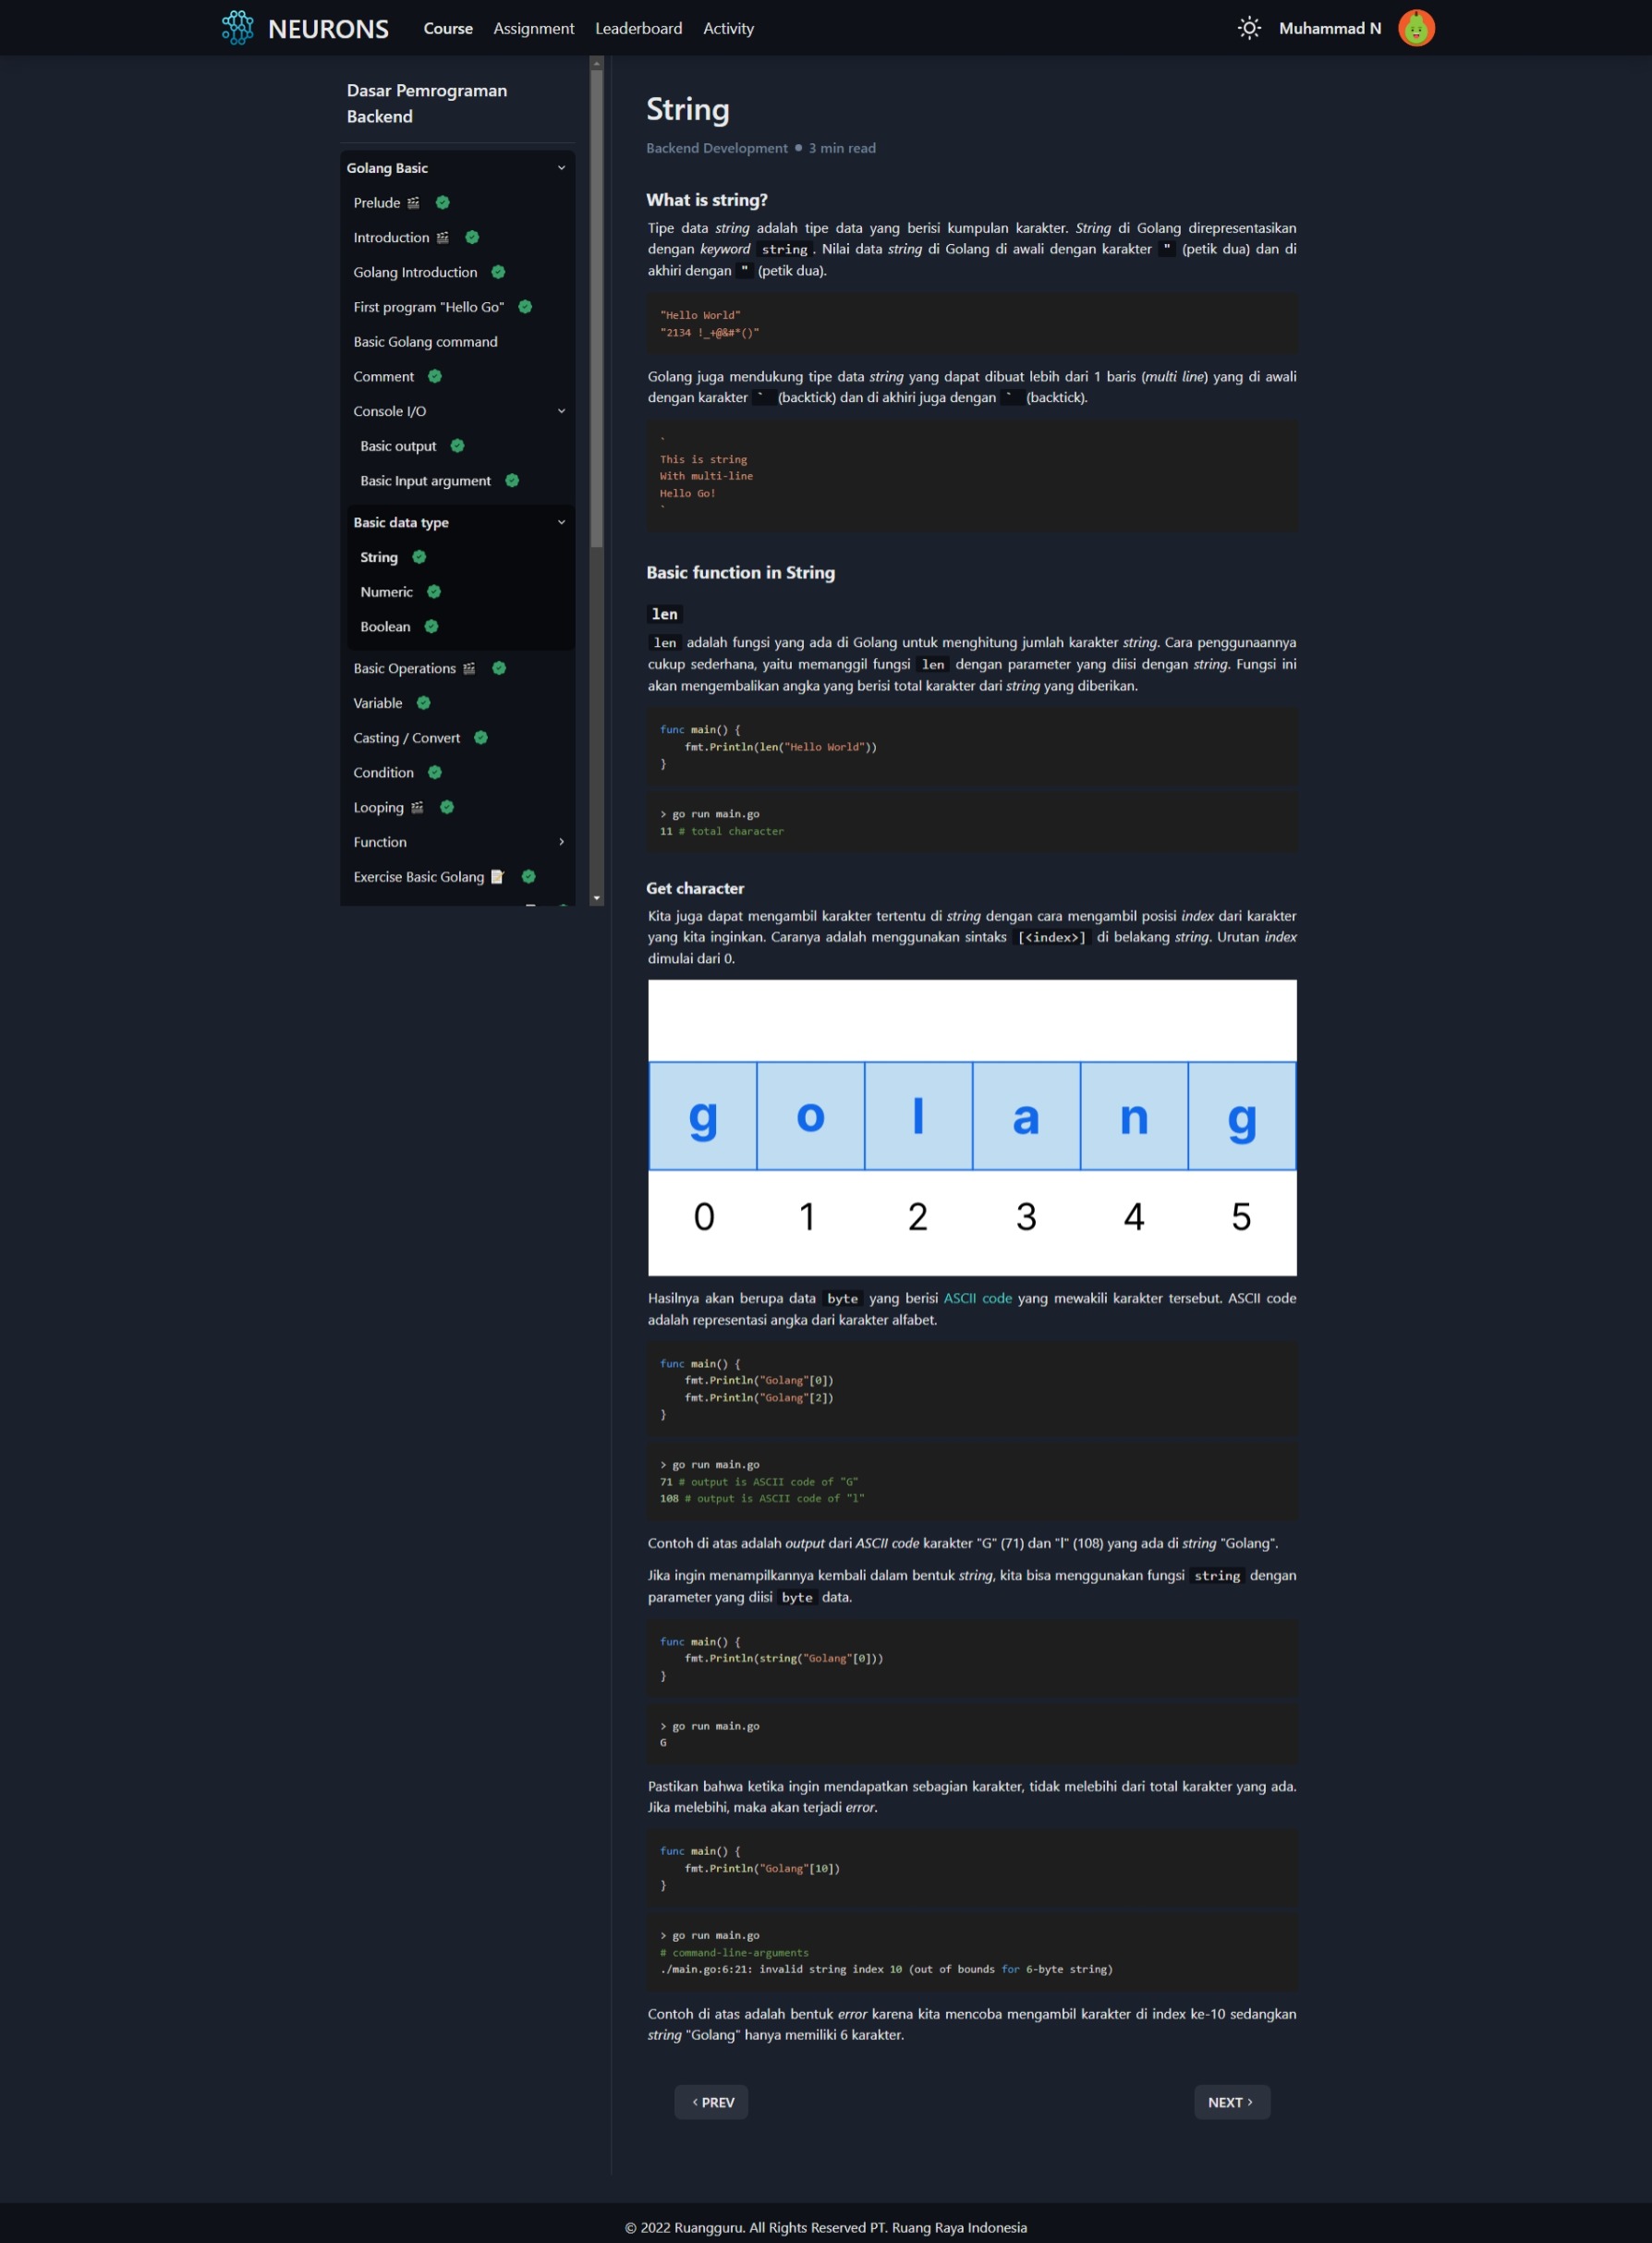 NEURONS
Course
Assignment
Leaderboard
Activity
Muhammad N
Dasar Pemrograman
Backend
Golang Basic
Prelude
Introduction
Golang Introduction
First program "Hello Go"
Basic Golang command
Comment
Console I/O
Basic output
Basic Input argument
Basic data type
String
Numeric
Boolean
Basic Operations
Variable
Casting / Convert
Condition
Looping
Function
Exercise Basic Golang
String
Backend Development • 3 min read
What is string?
Tipe data string adalah tipe data yang berisi kumpulan karakter. String di Golang direpresentasikan
dengan keyword string. Nilai data string di Golang di awali dengan karakter " (petik dua) dan di
akhiri dengan " (petik dua).
"Hello World"
"2134 !_+@&#*()"
Golang juga mendukung tipe data string yang dapat dibuat lebih dari 1 baris (multi line) yang di awali
dengan karakter ` (backtick) dan di akhiri juga dengan ` (backtick).
`
This is string
With multi-line
Hello Go!
`
Basic function in String
len
len adalah fungsi yang ada di Golang untuk menghitung jumlah karakter string. Cara penggunaannya
cukup sederhana, yaitu memanggil fungsi len dengan parameter yang diisi dengan string. Fungsi ini
akan mengembalikan angka yang berisi total karakter dari string yang diberikan.
func main() {
    fmt.Println(len("Hello World"))
}
> go run main.go
11 # total character
Get character
Kita juga dapat mengambil karakter tertentu di string dengan cara mengambil posisi index dari karakter
yang kita inginkan. Caranya adalah menggunakan sintaks [<index>] di belakang string. Urutan index
dimulai dari 0.
g o l a n g
0 1 2 3 4 5
Hasilnya akan berupa data byte yang berisi ASCII code yang mewakili karakter tersebut. ASCII code
adalah representasi angka dari karakter alfabet.
func main() {
    fmt.Println("Golang"[0])
    fmt.Println("Golang"[2])
}
> go run main.go
71 # output is ASCII code of "G"
108 # output is ASCII code of "l"
Contoh di atas adalah output dari ASCII code karakter "G" (71) dan "l" (108) yang ada di string "Golang".
Jika ingin menampilkannya kembali dalam bentuk string, kita bisa menggunakan fungsi string dengan
parameter yang diisi byte data.
func main() {
    fmt.Println(string("Golang"[0]))
}
> go run main.go
G
Pastikan bahwa ketika ingin mendapatkan sebagian karakter, tidak melebihi dari total karakter yang ada.
Jika melebihi, maka akan terjadi error.
func main() {
    fmt.Println("Golang"[10])
}
> go run main.go
# command-line-arguments
./main.go:6:21: invalid string index 10 (out of bounds for 6-byte string)
Contoh di atas adalah bentuk error karena kita mencoba mengambil karakter di index ke-10 sedangkan
string "Golang" hanya memiliki 6 karakter.
‹ PREV
NEXT ›
© 2022 Ruangguru. All Rights Reserved PT. Ruang Raya Indonesia